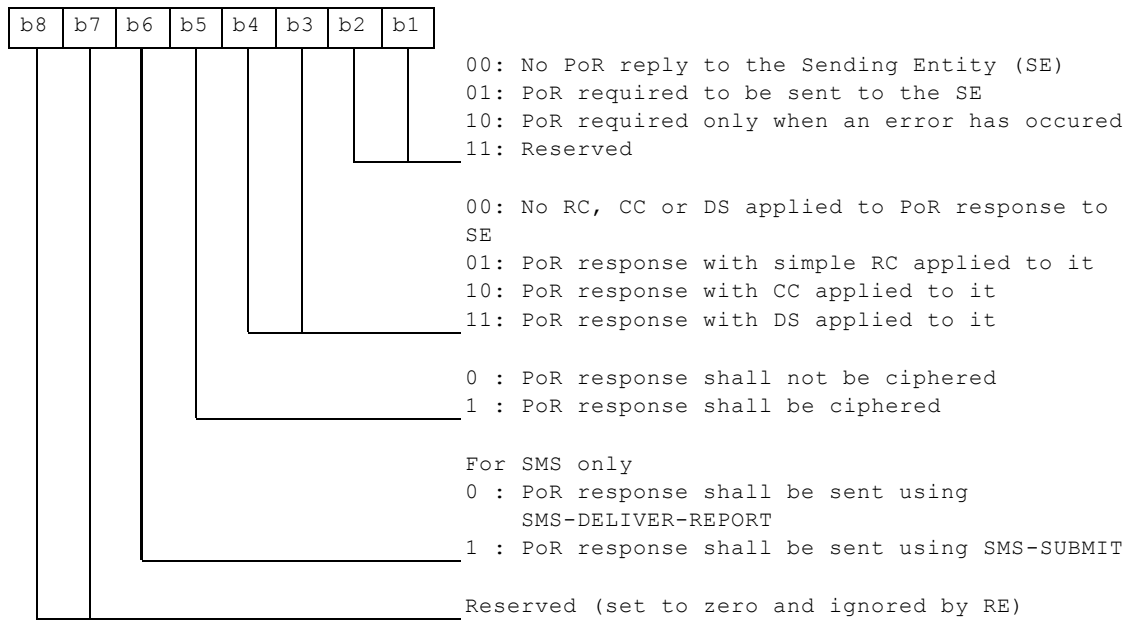 b8 b7 b6 b5 b4 b3 b2 b1
00: No PoR reply to the Sending Entity (SE)
01: PoR required to be sent to the SE
10: PoR required only when an error has occured
11: Reserved
00: No RC, CC or DS applied to PoR response to
SE
01: PoR response with simple RC applied to it
10: PoR response with CC applied to it
11: PoR response with DS applied to it
0 : PoR response shall not be ciphered
1 : PoR response shall be ciphered
For SMS only
0 : PoR response shall be sent using
SMS-DELIVER-REPORT
1 : PoR response shall be sent using SMS-SUBMIT
Reserved (set to zero and ignored by RE)